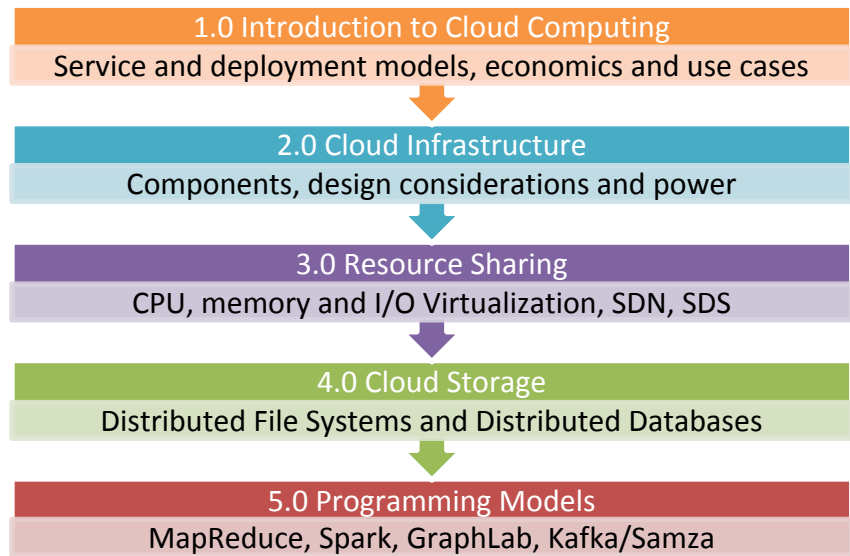 1.0 Introduction to Cloud Computing
Service and deployment models, economics and use cases
2.0 Cloud Infrastructure
Components, design considerations and power
3.0 Resource Sharing
CPU, memory and I/O Virtualization, SDN, SDS
4.0 Cloud Storage
Distributed File Systems and Distributed Databases
5.0 Programming Models
MapReduce, Spark, GraphLab, Kafka/Samza